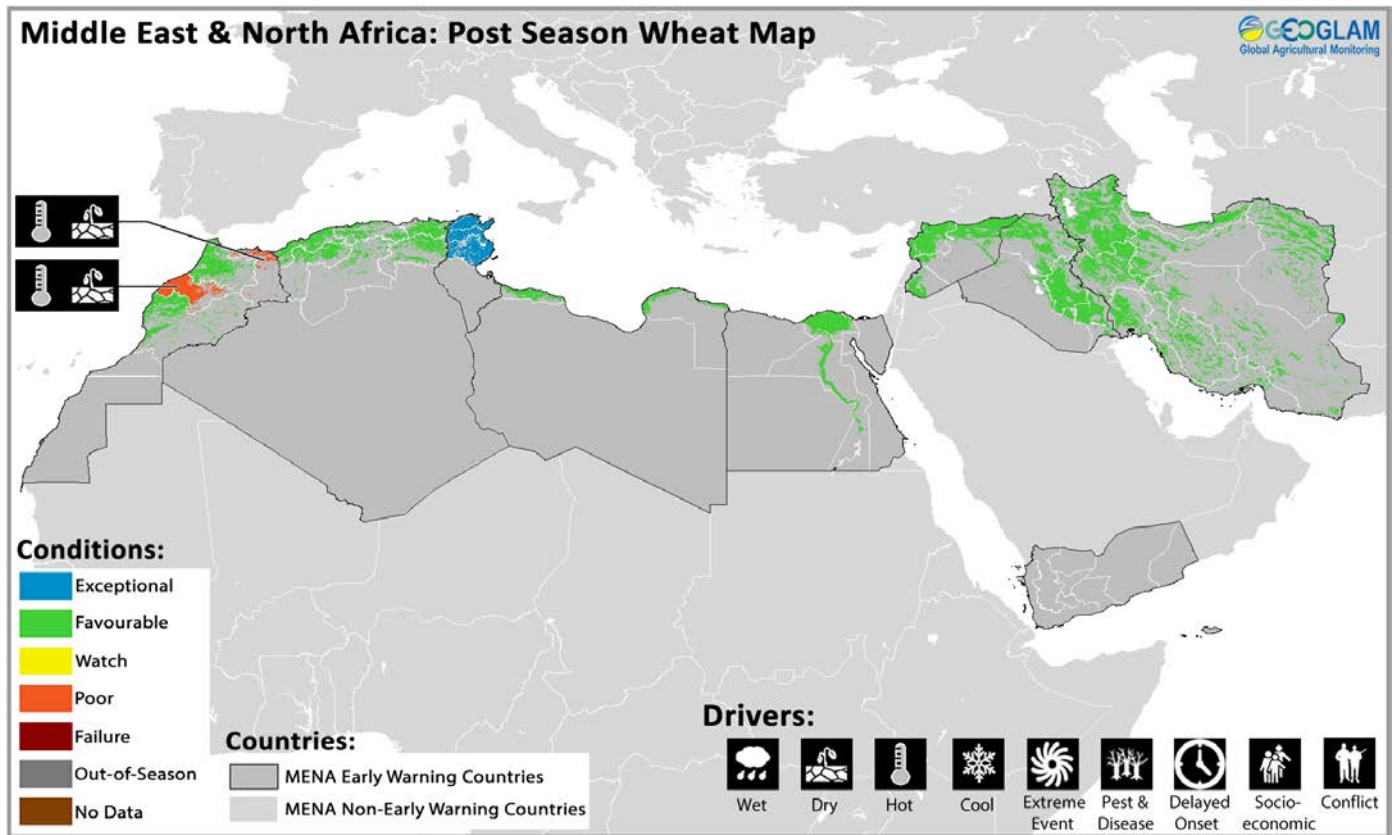 Middle East & North Africa: Post Season Wheat Map
GEOGLAM
Global Agricultural Monitoring
Conditions:
Exceptional
Favourable
Watch
Poor
Failure
Out-of-Season
No Data
Countries:
MENA Early Warning Countries
MENA Non-Early Warning Countries
Drivers:
Wet
Dry
Hot
Cool
Extreme
Event
Pest &
Disease
Delayed
Onset
Socio-
economic
Conflict